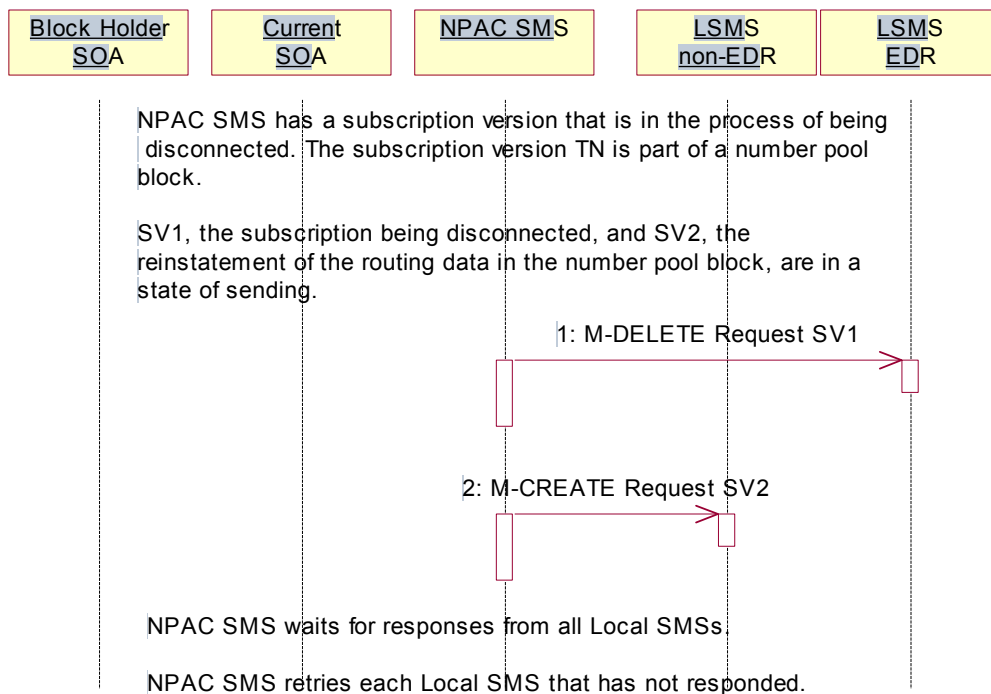 Block Holder
SOA
Current
SOA
NPAC SMS
LSMS
non-EDR
LSMS
EDR
NPAC SMS has a subscription version that is in the process of being
disconnected. The subscription version TN is part of a number pool
block.
SV1, the subscription being disconnected, and SV2, the
reinstatement of the routing data in the number pool block, are in a
state of sending.
1: M-DELETE Request SV1
2: M-CREATE Request SV2
NPAC SMS waits for responses from all Local SMSs.
NPAC SMS retries each Local SMS that has not responded.